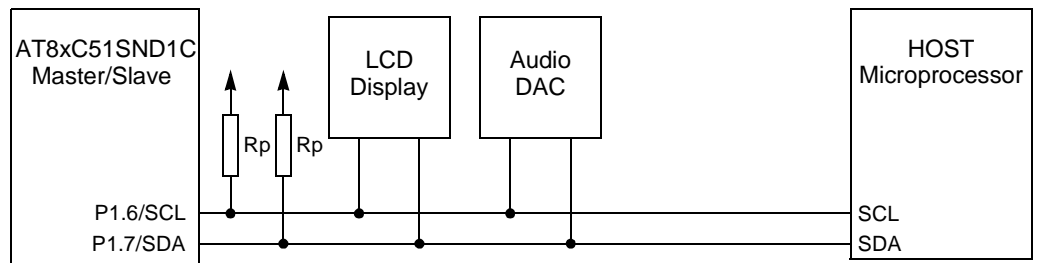 AT8xC51SND1C
Master/Slave
Rp
Rp
LCD
Display
Audio
DAC
HOST
Microprocessor
P1.6/SCL
P1.7/SDA
SCL
SDA